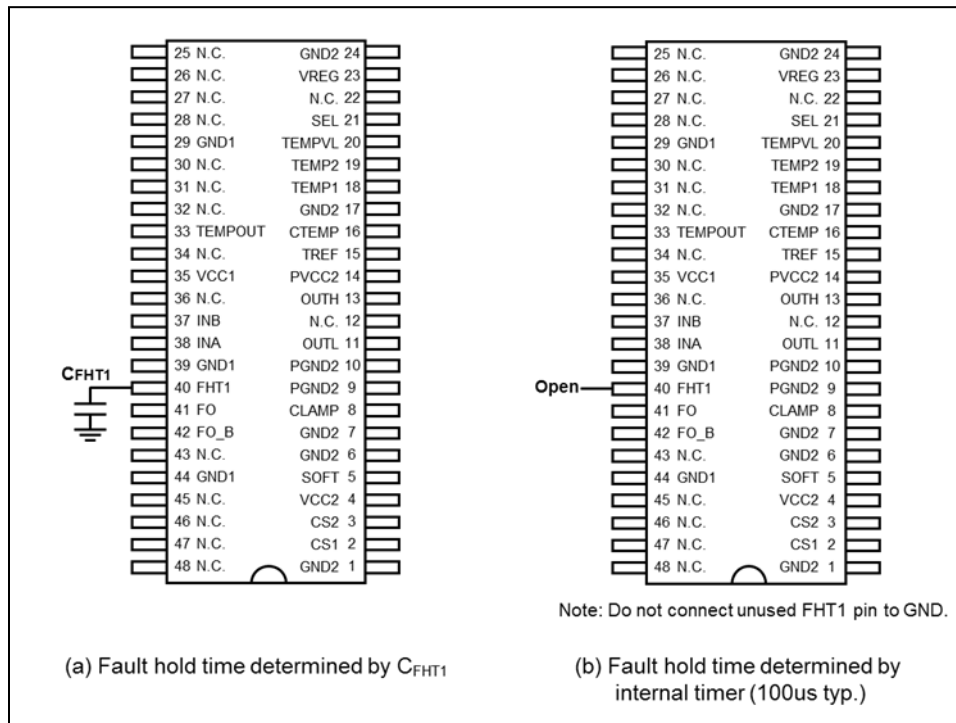 25 N.C. GND2 24
26 N.C. VREG 23
27 N.C. N.C. 22
28 N.C. SEL 21
29 GND1 TEMPVL 20
30 N.C. TEMP2 19
31 N.C. TEMP1 18
32 N.C. GND2 17
33 TEMPOUT CTEMP 16
34 N.C. TREF 15
35 VCC1 PVCC2 14
36 N.C. OUTH 13
37 INB N.C. 12
38 INA OUTL 11
39 GND1 PGND2 10
CFHT1
40 FHT1 PGND2 9
41 FO CLAMP 8
42 FO_B GND2 7
43 N.C. GND2 6
44 GND1 SOFT 5
45 N.C. VCC2 4
46 N.C. CS2 3
47 N.C. CS1 2
48 N.C. GND2 1
(a) Fault hold time determined by CFHT1
25 N.C. GND2 24
26 N.C. VREG 23
27 N.C. N.C. 22
28 N.C. SEL 21
29 GND1 TEMPVL 20
30 N.C. TEMP2 19
31 N.C. TEMP1 18
32 N.C. GND2 17
33 TEMPOUT CTEMP 16
34 N.C. TREF 15
35 VCC1 PVCC2 14
36 N.C. OUTH 13
37 INB N.C. 12
38 INA OUTL 11
39 GND1 PGND2 10
Open 40 FHT1 PGND2 9
41 FO CLAMP 8
42 FO_B GND2 7
43 N.C. GND2 6
44 GND1 SOFT 5
45 N.C. VCC2 4
46 N.C. CS2 3
47 N.C. CS1 2
48 N.C. GND2 1
Note: Do not connect unused FHT1 pin to GND.
(b) Fault hold time determined by
internal timer (100us typ.)